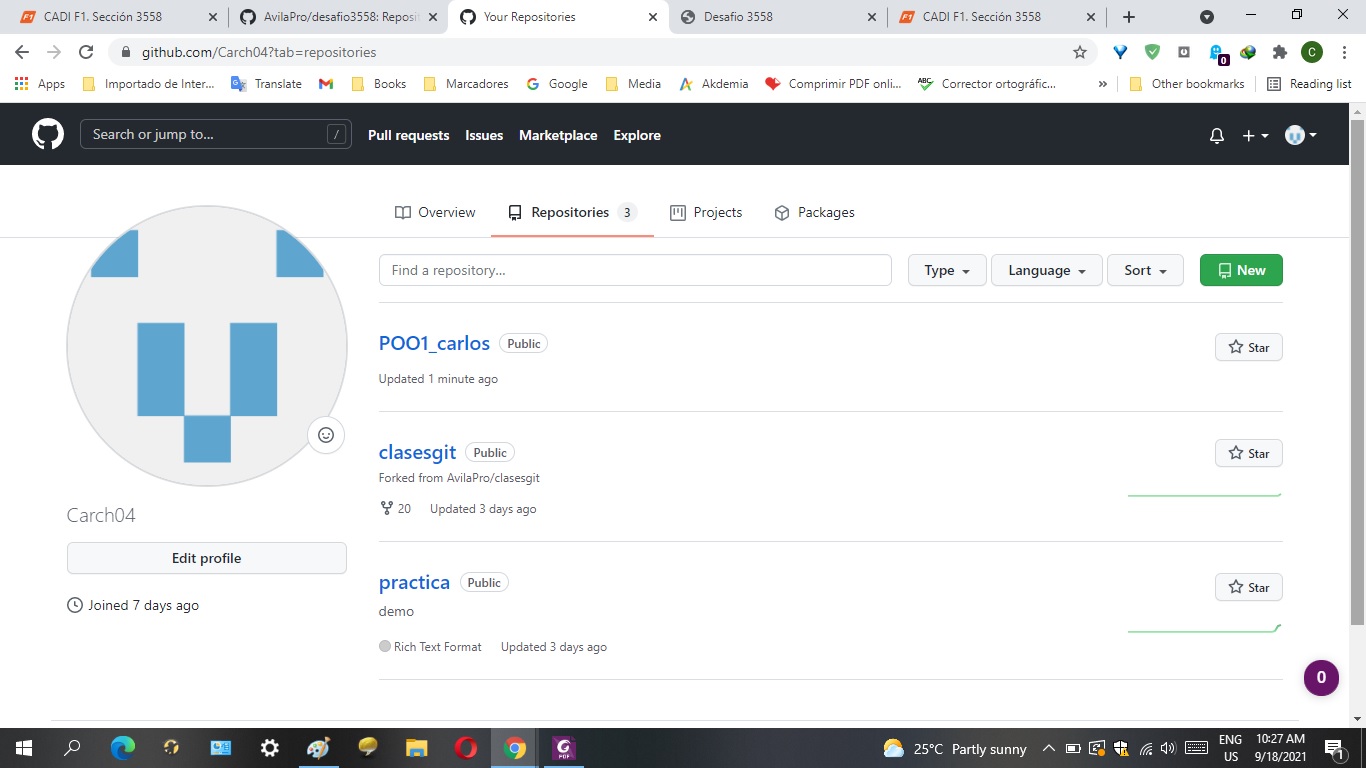 CADI F1. Sección 3558
AvilaPro/desafio3558: Reposit
Your Repositories
Desafio 3558
CADI F1. Sección 3558
github.com/Carch04?tab=repositories
C
0
Apps
Importado de Inter...
Translate
Books
Marcadores
Google
Media
Akdemia
Comprimir PDF onli...
ABC
Corrector ortográfic...
»
Other bookmarks
Reading list
Search or jump to...
/
Pull requests
Issues
Marketplace
Explore
Overview
Repositories 3
Projects
Packages
Find a repository...
Type
Language
Sort
New
POO1_carlos Public
Star
Updated 1 minute ago
clasesgit Public
Star
Forked from AvilaPro/clasesgit
20 Updated 3 days ago
Carch04
Edit profile
Joined 7 days ago
practica Public
Star
demo
Rich Text Format Updated 3 days ago
0
PDF
25°C Partly sunny
ENG
US
10:27 AM
9/18/2021
1